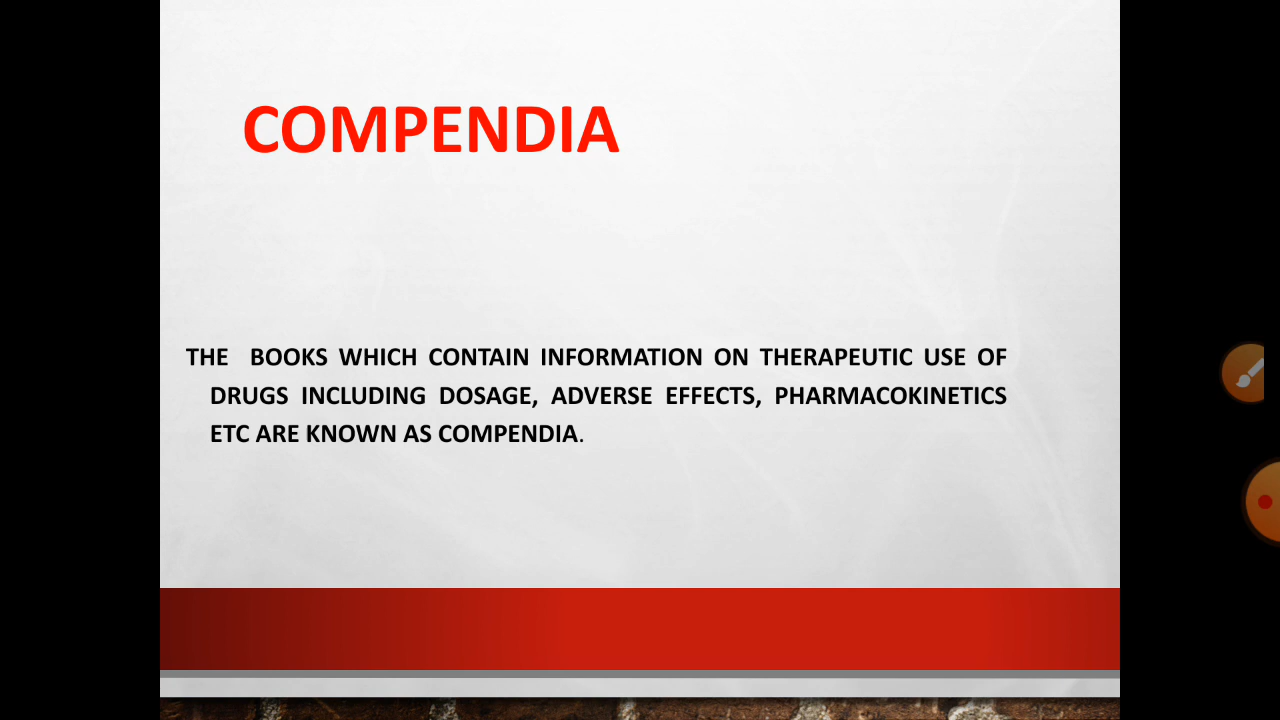 COMPENDIA
THE BOOKS WHICH CONTAIN INFORMATION ON THERAPEUTIC USE OF
DRUGS INCLUDING DOSAGE, ADVERSE EFFECTS, PHARMACOKINETICS
ETC ARE KNOWN AS COMPENDIA.